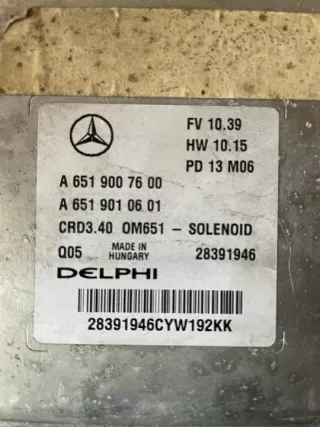 FV 10.39
HW 10.15
PD 13 M06
A 651 900 76 00
A 651 901 06 01
CRD3.40 OM651 - SOLENOID
Q05 MADE IN HUNGARY 28391946
DELPHI
28391946CYW192KK